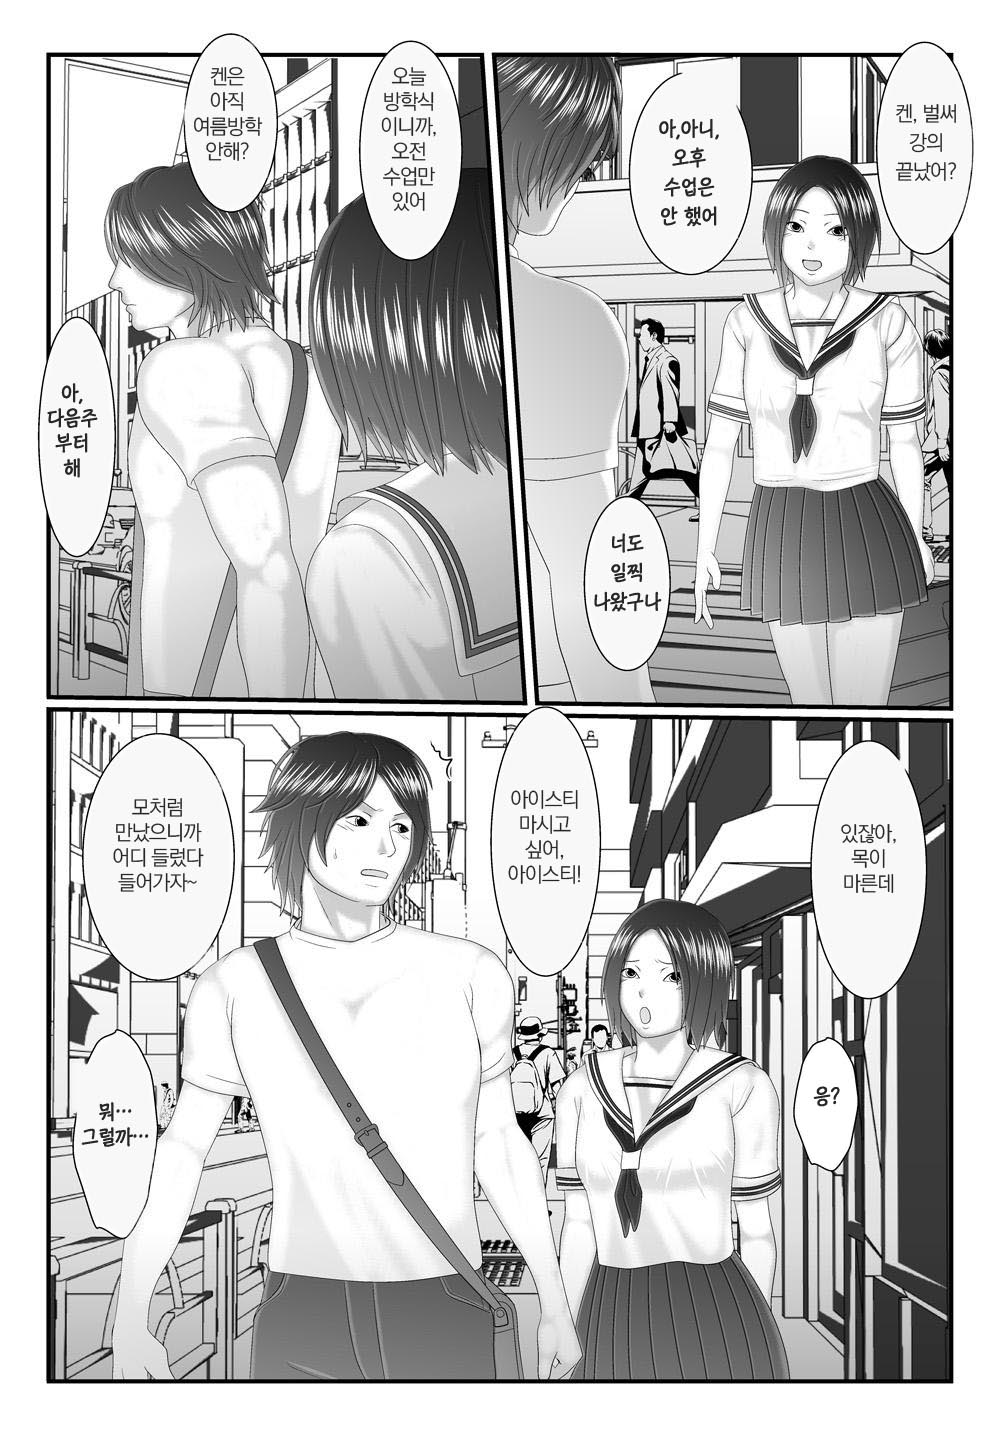 켄, 벌써
강의
끝났어?
아,아니,
오후
수업은
안 했어
너도
일찍
나왔구나
오늘
방학식
이니까,
오전
수업만
있어
켄은
아직
여름방학
안해?
아,
다음주
부터
해
있잖아,
목이
마른데
응?
아이스티
마시고
싶어,
아이스티!
모처럼
만났으니까
어디 들렀다
들어가자~
뭐…
그럴까…